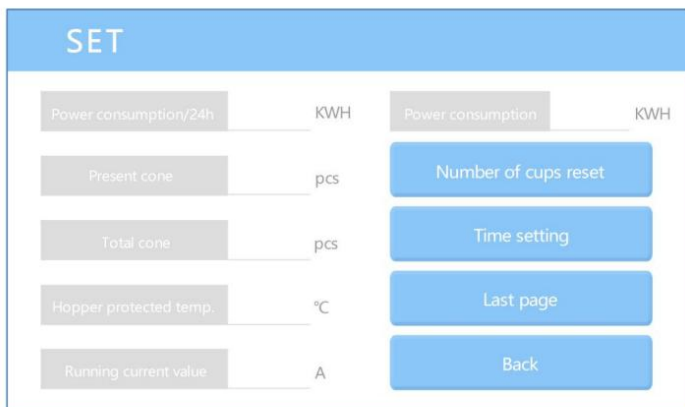 SET
Power consumption/24h KWH
Power consumption KWH
Present cone pcs
Number of cups reset
Total cone pcs
Time setting
Hopper protected temp. °C
Last page
Running current value A
Back